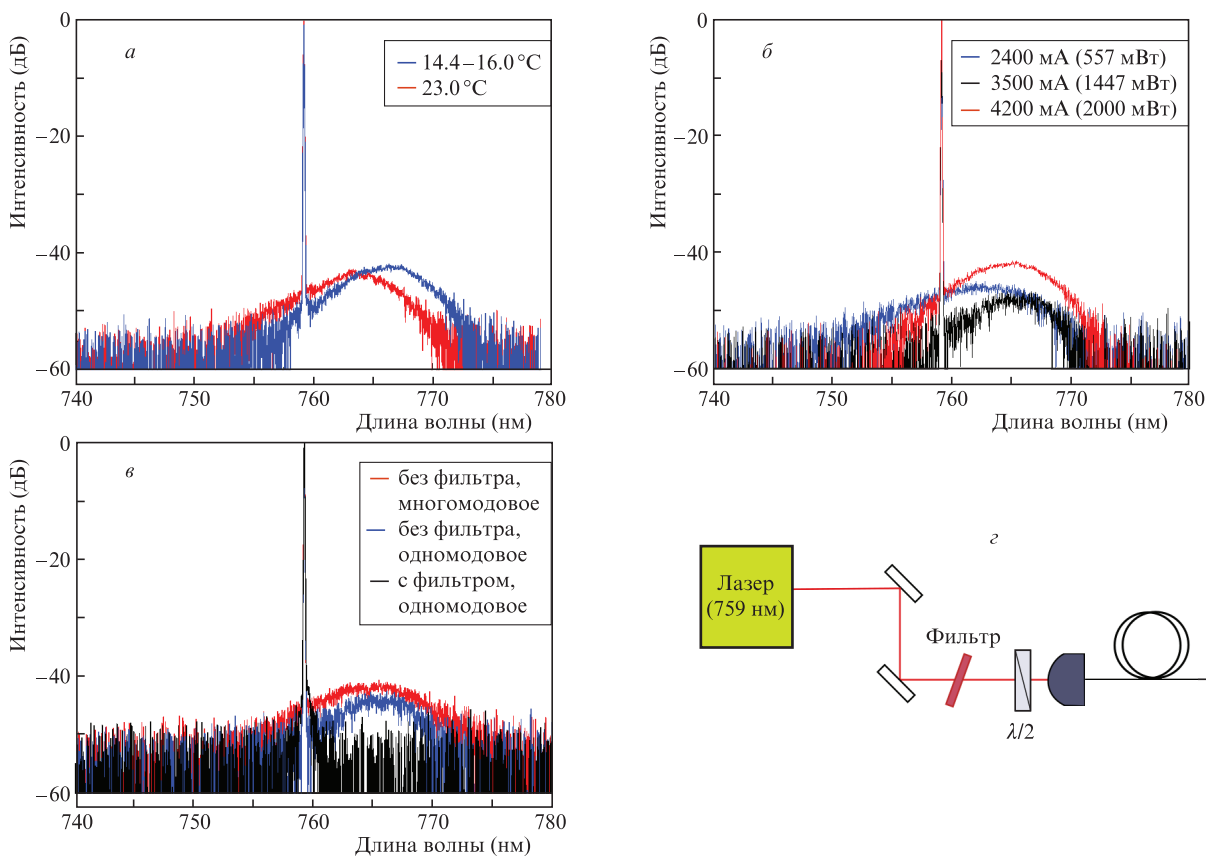 а
Интенсивность (дБ)
0
−20
−40
−60
14.4–16.0 °C
23.0 °C
740
750
760
770
780
Длина волны (нм)
б
Интенсивность (дБ)
0
−20
−40
−60
2400 мА (557 мВт)
3500 мА (1447 мВт)
4200 мА (2000 мВт)
740
750
760
770
780
Длина волны (нм)
в
Интенсивность (дБ)
0
−20
−40
−60
без фильтра,
многомодовое
без фильтра,
одномодовое
с фильтром,
одномодовое
740
750
760
770
780
Длина волны (нм)
г
Лазер
(759 нм)
Фильтр
λ/2